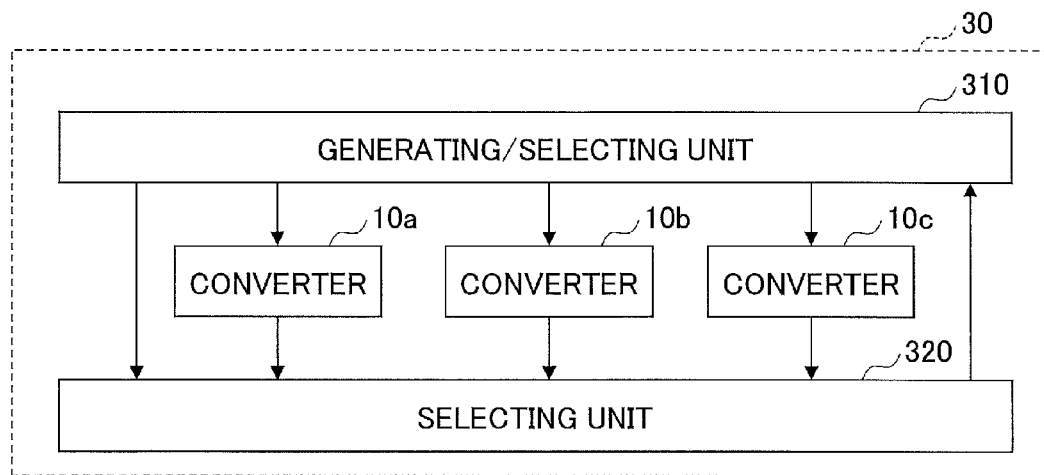 30
310
GENERATING/SELECTING UNIT
10a
10b
10c
CONVERTER
CONVERTER
CONVERTER
320
SELECTING UNIT